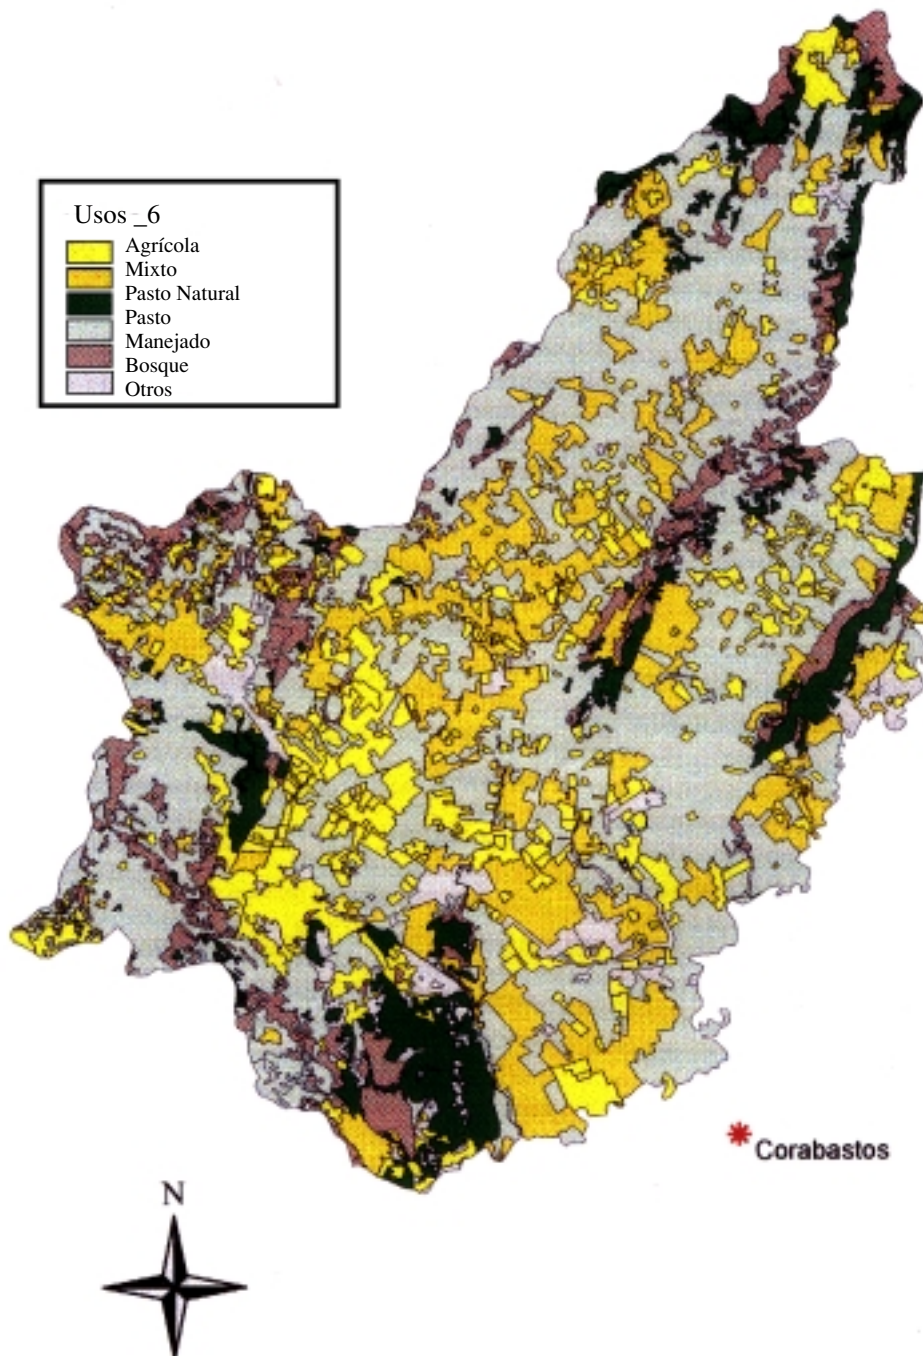 Usos _6
Agrícola
Mixto
Pasto Natural
Pasto
Manejado
Bosque
Otros
Corabastos
N